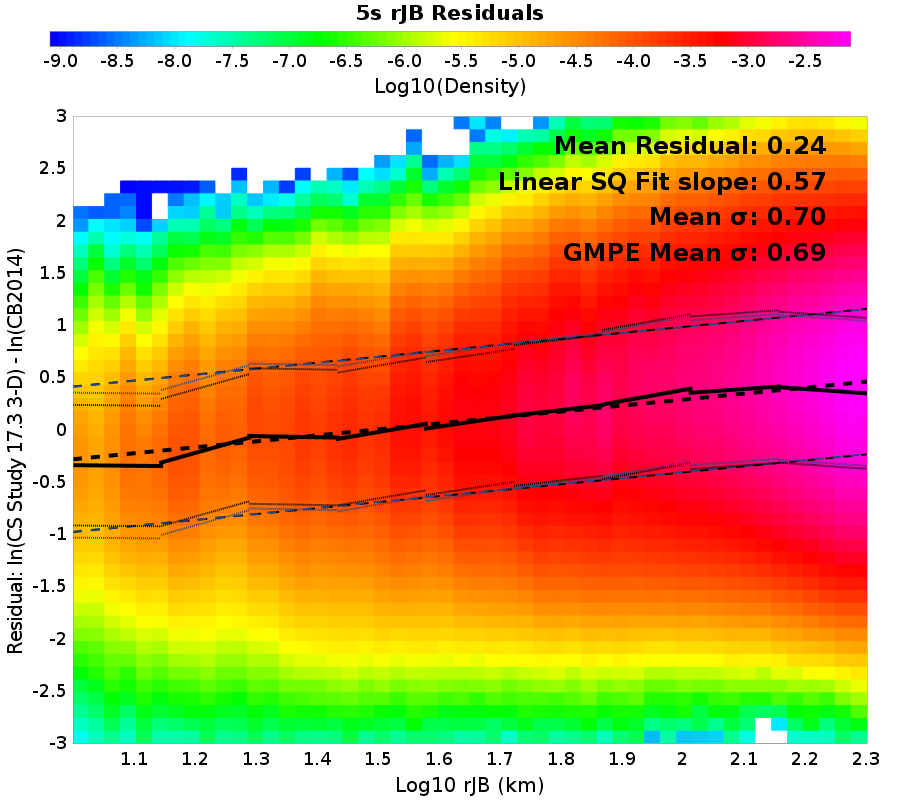 5s rJB Residuals
-9.0 -8.5 -8.0 -7.5 -7.0 -6.5 -6.0 -5.5 -5.0 -4.5 -4.0 -3.5 -3.0 -2.5
Log10(Density)
Mean Residual: 0.24
Linear SQ Fit slope: 0.57
Mean σ: 0.70
GMPE Mean σ: 0.69
Residual: ln(CS Study 17.3 3-D) - ln(CB2014)
3
2.5
2
1.5
1
0.5
0
-0.5
-1
-1.5
-2
-2.5
-3
1.1 1.2 1.3 1.4 1.5 1.6 1.7 1.8 1.9 2 2.1 2.2 2.3
Log10 rJB (km)